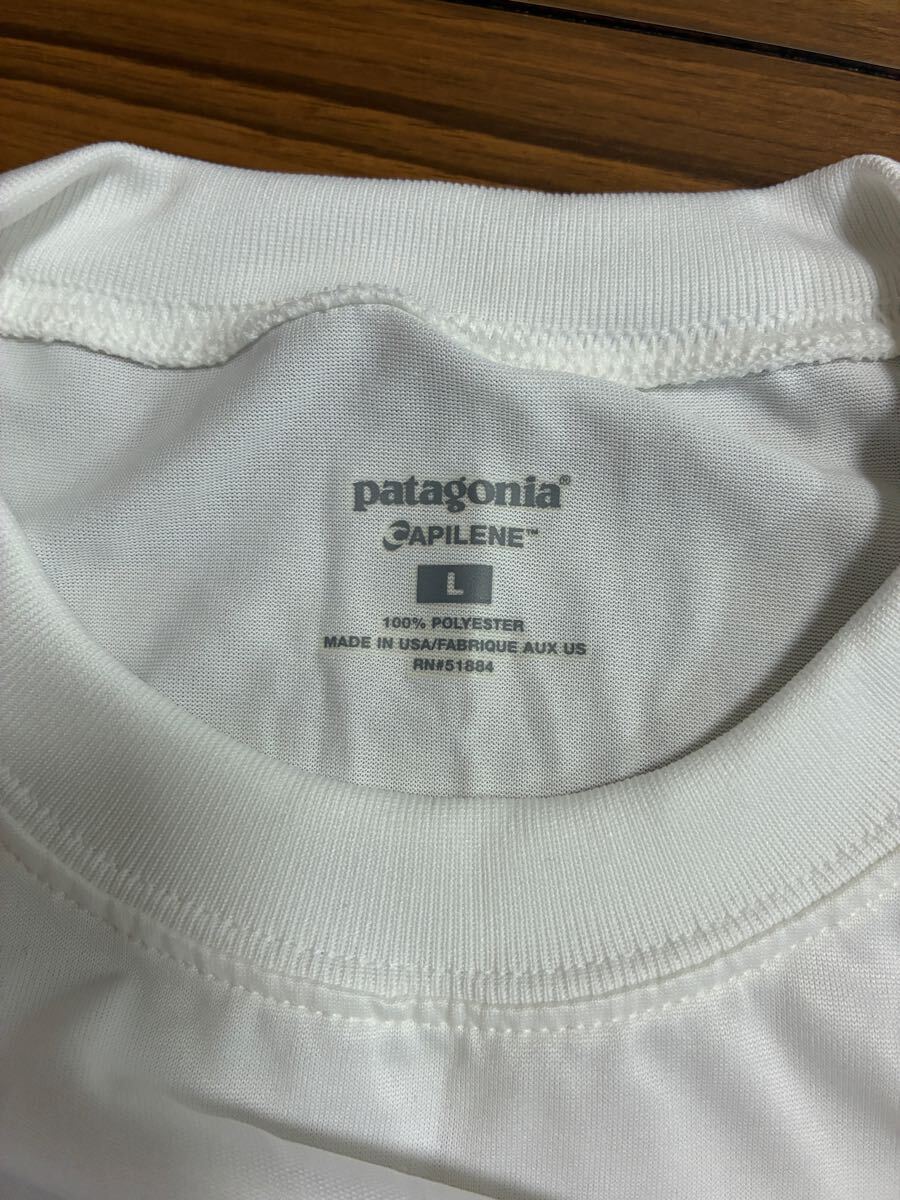 patagonia®
CAPILENE™
L
100% POLYESTER
MADE IN USA/FABRIQUE AUX US
RN#51884